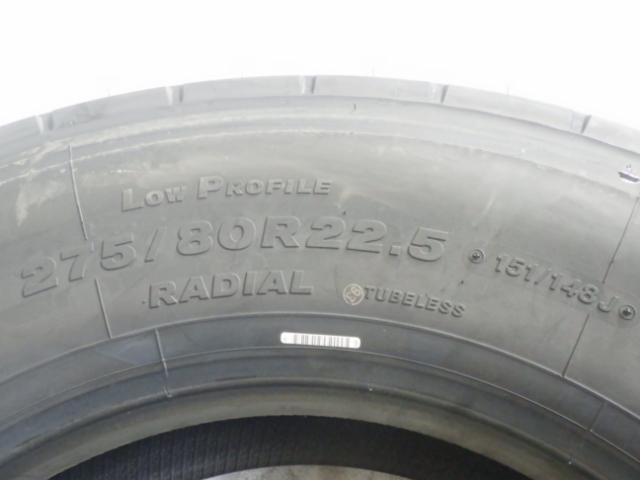 LOW PROFILE
275/80R22.5 151/148J
RADIAL TUBELESS